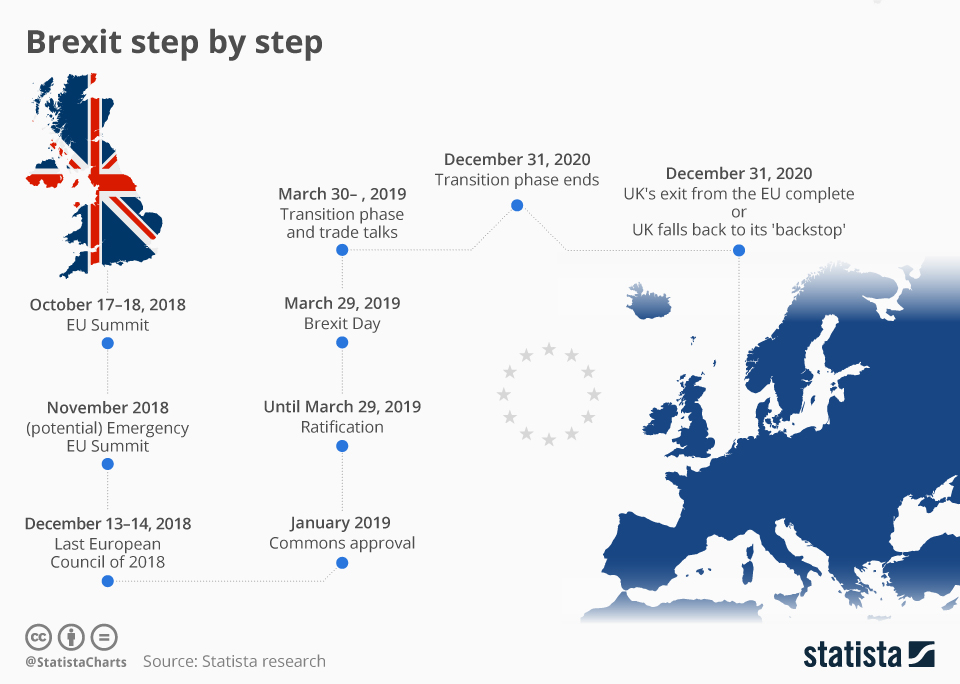 Brexit step by step
October 17–18, 2018
EU Summit
November 2018
(potential) Emergency
EU Summit
December 13–14, 2018
Last European
Council of 2018
January 2019
Commons approval
Until March 29, 2019
Ratification
March 29, 2019
Brexit Day
March 30– , 2019
Transition phase
and trade talks
December 31, 2020
Transition phase ends
December 31, 2020
UK's exit from the EU complete
or
UK falls back to its 'backstop'
cc
@StatistaCharts
Source: Statista research
statista